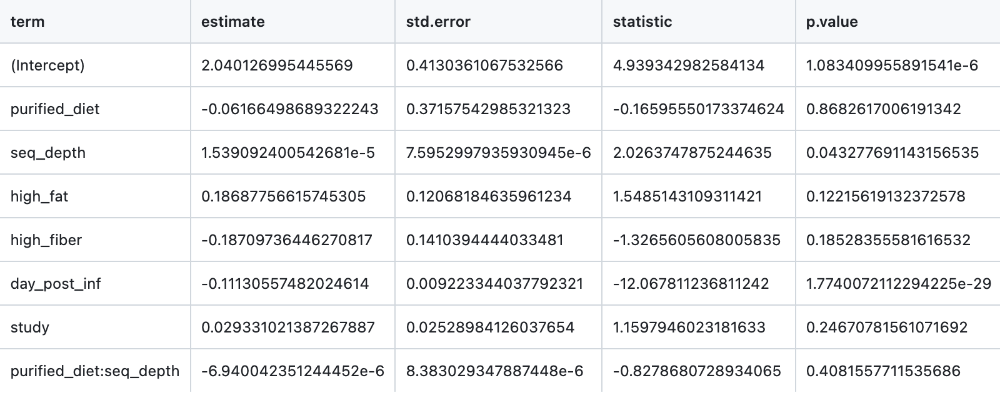 term estimate std.error statistic p.value
(Intercept) 2.040126995445569 0.4130361067532566 4.939342982584134 1.083409955891541e-6
purified_diet -0.06166498689322243 0.37157542985321323 -0.16595550173374624 0.8682617006191342
seq_depth 1.539092400542681e-5 7.5952997935930945e-6 2.0263747875244635 0.043277691143156535
high_fat 0.18687756615745305 0.12068184635961234 1.5485143109311421 0.12215619132372578
high_fiber -0.18709736446270817 0.1410394444033481 -1.3265605608005835 0.18528355581616532
day_post_inf -0.11130557482024614 0.009223344037792321 -12.067811236811242 1.7740072112294225e-29
study 0.029331021387267887 0.02528984126037654 1.1597946023181633 0.24670781561071692
purified_diet:seq_depth -6.940042351244452e-6 8.383029347887448e-6 -0.8278680728934065 0.4081557711535686